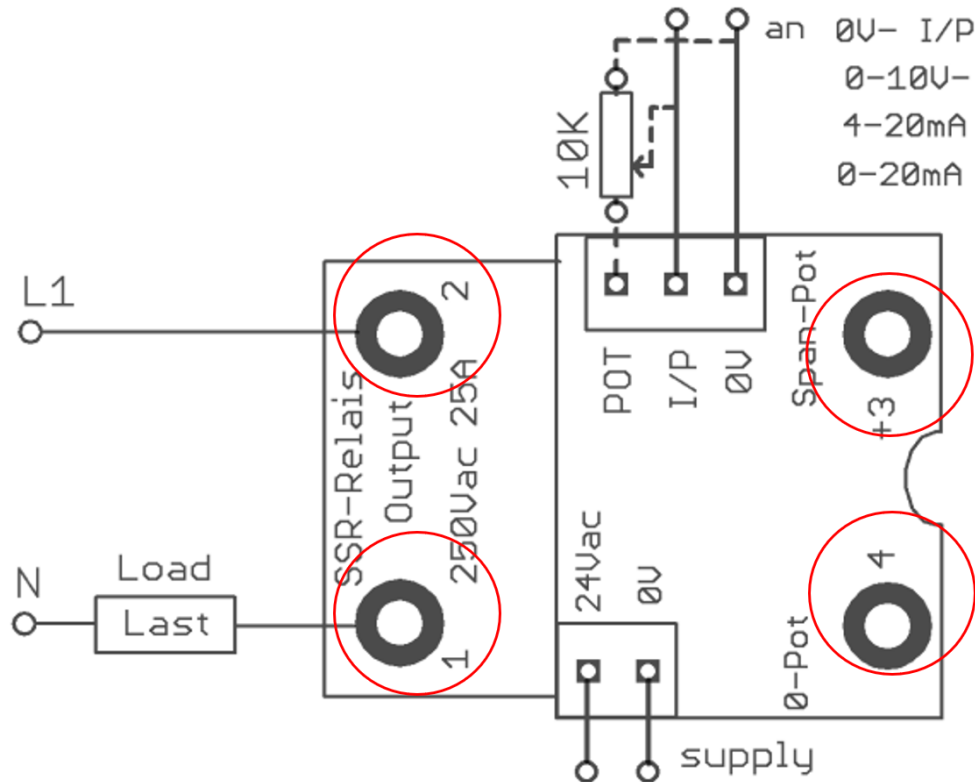 an 0V- I/P
0-10V-
4-20mA
0-20mA
10K
L1
2
SSR-Relais
Output
250Vac 25A
1
POT
I/P
0V
Span-Pot
+3
4
0-Pot
N
Load
Last
24Vac
0V
supply